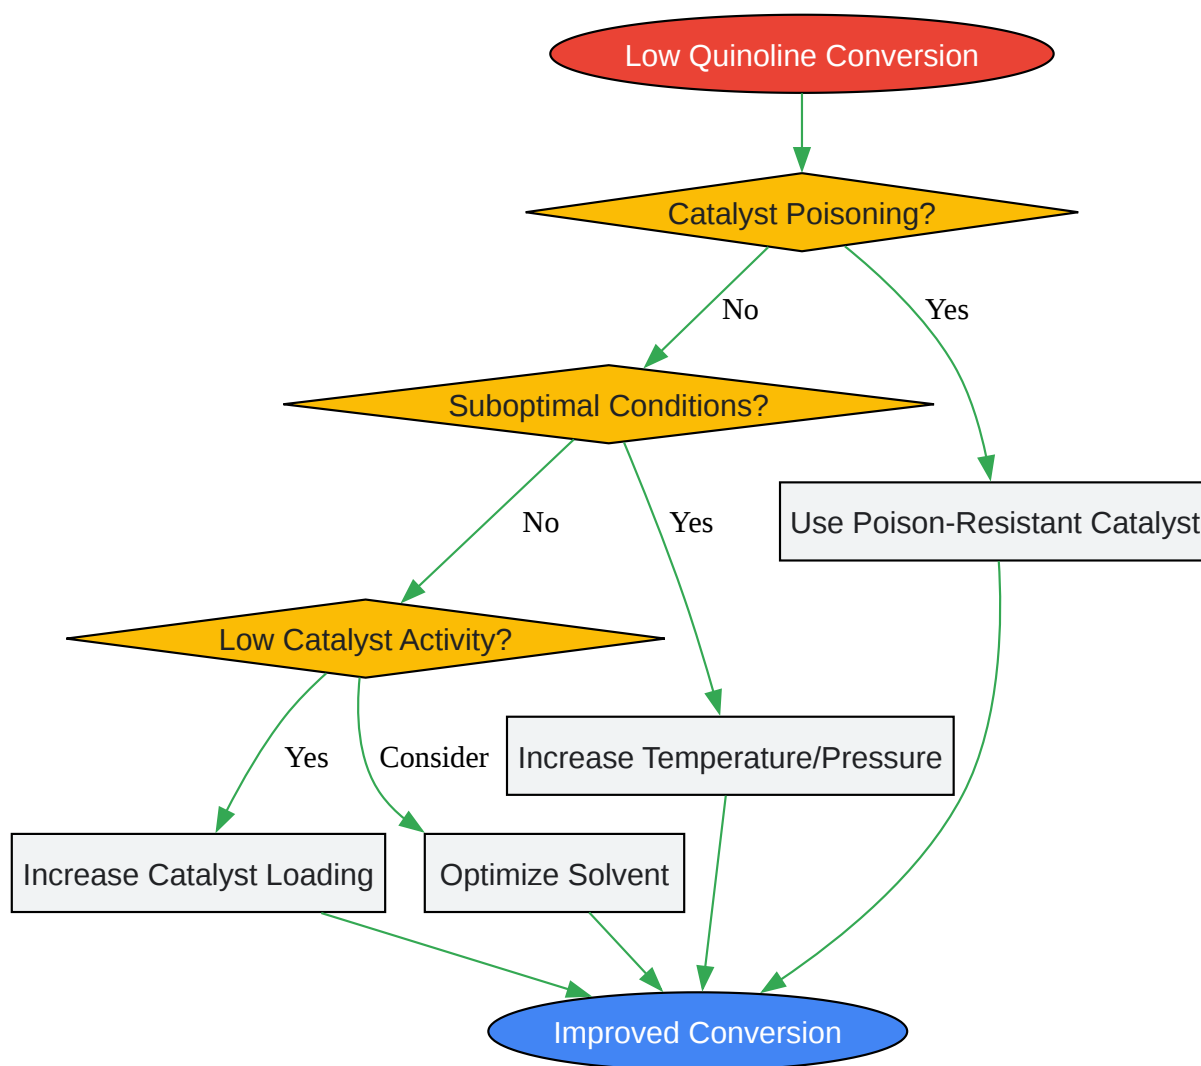 Low Quinoline Conversion
Catalyst Poisoning?
No
Yes
Suboptimal Conditions?
No
Yes
Use Poison-Resistant Catalyst
Low Catalyst Activity?
Yes
Consider
Increase Temperature/Pressure
Increase Catalyst Loading
Optimize Solvent
Improved Conversion